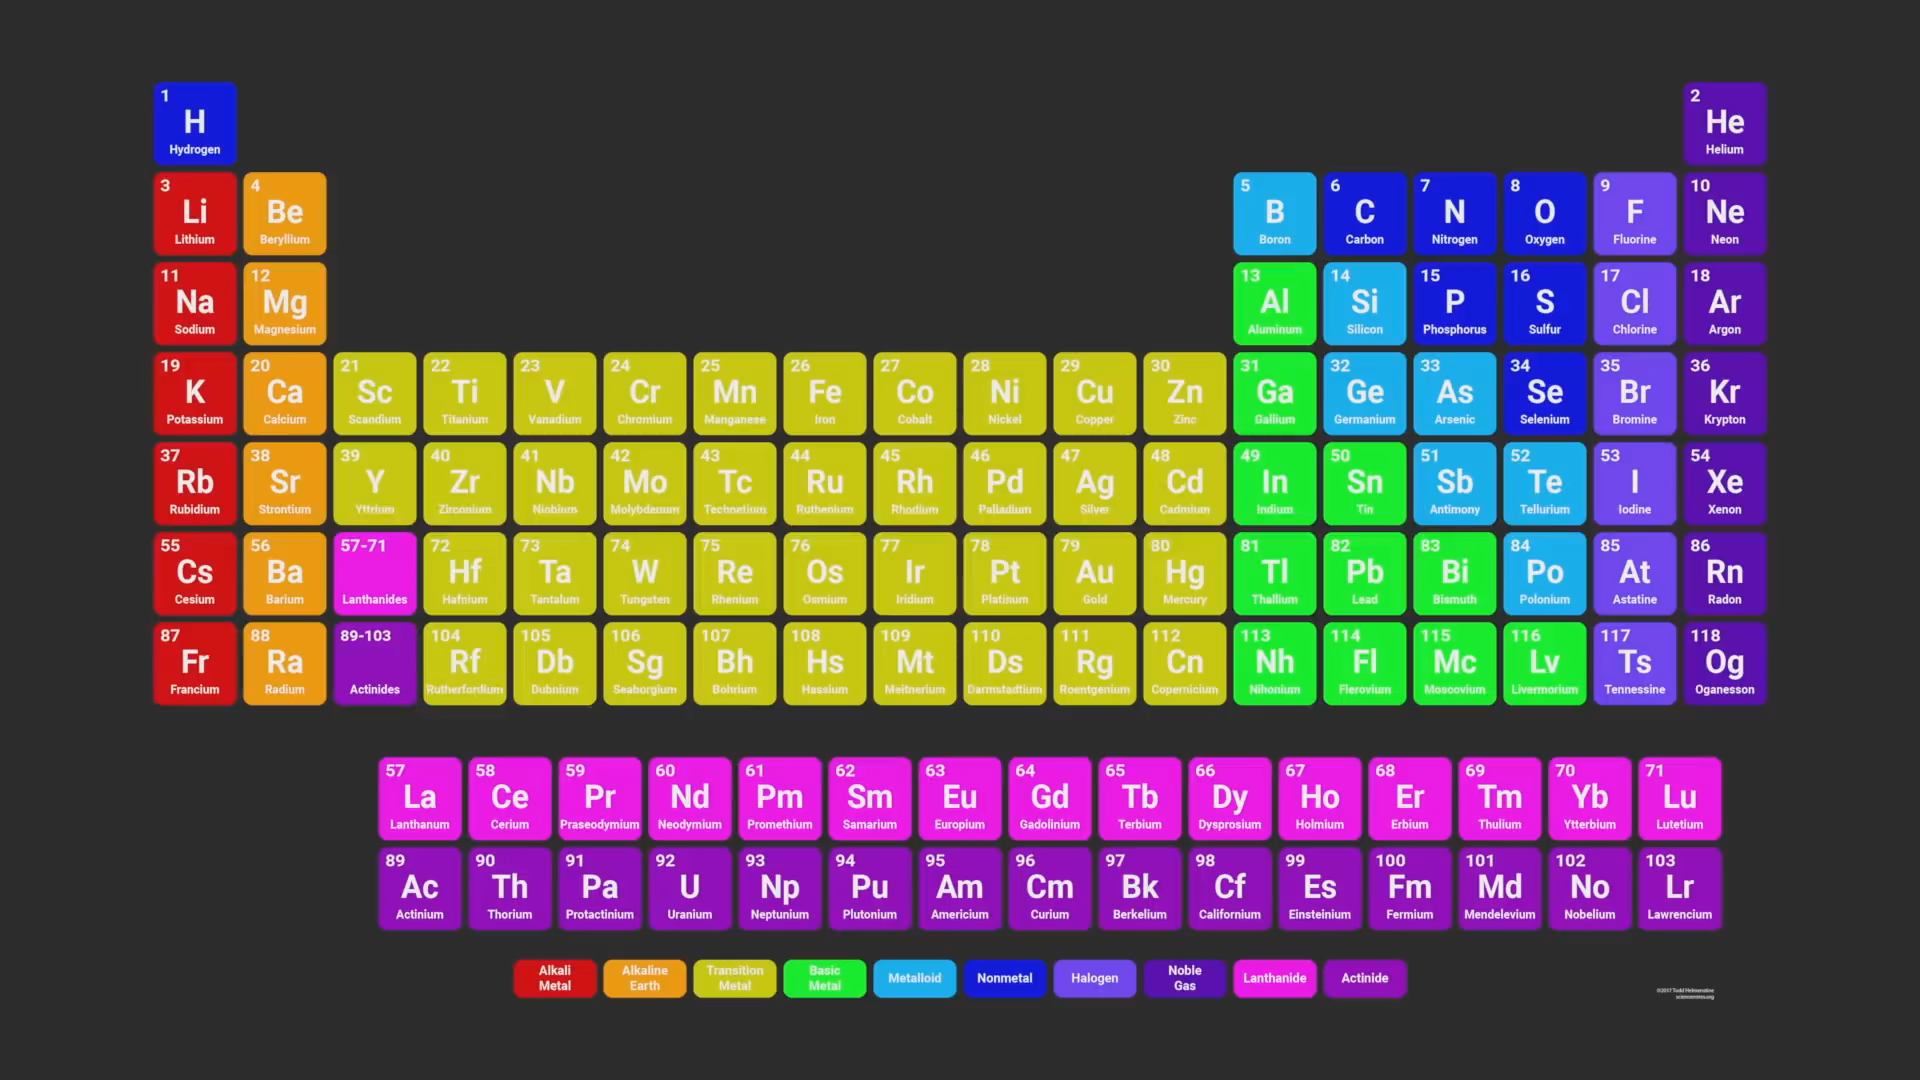 1
H
Hydrogen
2
He
Helium
3
Li
Lithium
4
Be
Beryllium
5
B
Boron
6
C
Carbon
7
N
Nitrogen
8
O
Oxygen
9
F
Fluorine
10
Ne
Neon
11
Na
Sodium
12
Mg
Magnesium
13
Al
Aluminum
14
Si
Silicon
15
P
Phosphorus
16
S
Sulfur
17
Cl
Chlorine
18
Ar
Argon
19
K
Potassium
20
Ca
Calcium
21
Sc
Scandium
22
Ti
Titanium
23
V
Vanadium
24
Cr
Chromium
25
Mn
Manganese
26
Fe
Iron
27
Co
Cobalt
28
Ni
Nickel
29
Cu
Copper
30
Zn
Zinc
31
Ga
Gallium
32
Ge
Germanium
33
As
Arsenic
34
Se
Selenium
35
Br
Bromine
36
Kr
Krypton
37
Rb
Rubidium
38
Sr
Strontium
39
Y
Yttrium
40
Zr
Zirconium
41
Nb
Niobium
42
Mo
Molybdenum
43
Tc
Technetium
44
Ru
Ruthenium
45
Rh
Rhodium
46
Pd
Palladium
47
Ag
Silver
48
Cd
Cadmium
49
In
Indium
50
Sn
Tin
51
Sb
Antimony
52
Te
Tellurium
53
I
Iodine
54
Xe
Xenon
55
Cs
Cesium
56
Ba
Barium
57-71
Lanthanides
72
Hf
Hafnium
73
Ta
Tantalum
74
W
Tungsten
75
Re
Rhenium
76
Os
Osmium
77
Ir
Iridium
78
Pt
Platinum
79
Au
Gold
80
Hg
Mercury
81
Tl
Thallium
82
Pb
Lead
83
Bi
Bismuth
84
Po
Polonium
85
At
Astatine
86
Rn
Radon
87
Fr
Francium
88
Ra
Radium
89-103
Actinides
104
Rf
Rutherfordium
105
Db
Dubnium
106
Sg
Seaborgium
107
Bh
Bohrium
108
Hs
Hassium
109
Mt
Meitnerium
110
Ds
Darmstadtium
111
Rg
Roentgenium
112
Cn
Copernicium
113
Nh
Nihonium
114
Fl
Flerovium
115
Mc
Moscovium
116
Lv
Livermorium
117
Ts
Tennessine
118
Og
Oganesson
57
La
Lanthanum
58
Ce
Cerium
59
Pr
Praseodymium
60
Nd
Neodymium
61
Pm
Promethium
62
Sm
Samarium
63
Eu
Europium
64
Gd
Gadolinium
65
Tb
Terbium
66
Dy
Dysprosium
67
Ho
Holmium
68
Er
Erbium
69
Tm
Thulium
70
Yb
Ytterbium
71
Lu
Lutetium
89
Ac
Actinium
90
Th
Thorium
91
Pa
Protactinium
92
U
Uranium
93
Np
Neptunium
94
Pu
Plutonium
95
Am
Americium
96
Cm
Curium
97
Bk
Berkelium
98
Cf
Californium
99
Es
Einsteinium
100
Fm
Fermium
101
Md
Mendelevium
102
No
Nobelium
103
Lr
Lawrencium
Alkali
Metal
Alkaline
Earth
Transition
Metal
Basic
Metal
Metalloid
Nonmetal
Halogen
Noble
Gas
Lanthanide
Actinide
©2017 Todd Helmenstine
sciencenotes.org